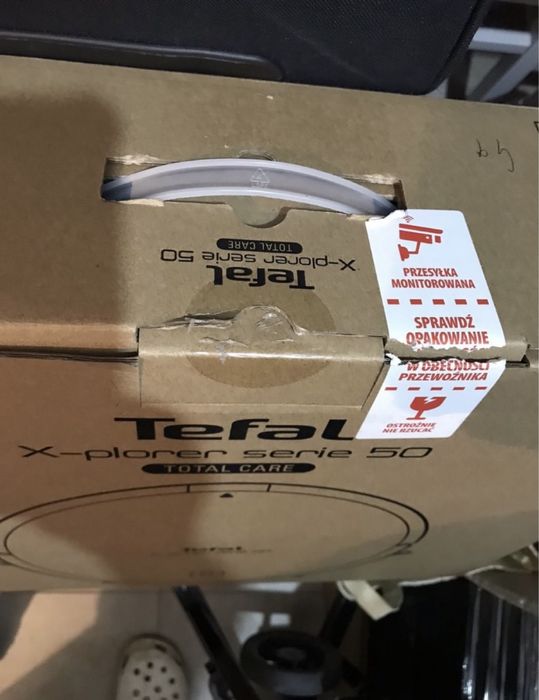 Tefal
X-plorer serie 50
TOTAL CARE
PRZESYŁKA
MONITOROWANA
SPRAWDŹ
OPAKOWANIE
W OBECNOŚCI
PRZEWOŹNIKA
OSTROŻNIE
NIE RZUCAĆ
Tefal
X-plorer serie 50
TOTAL CARE
Tefal